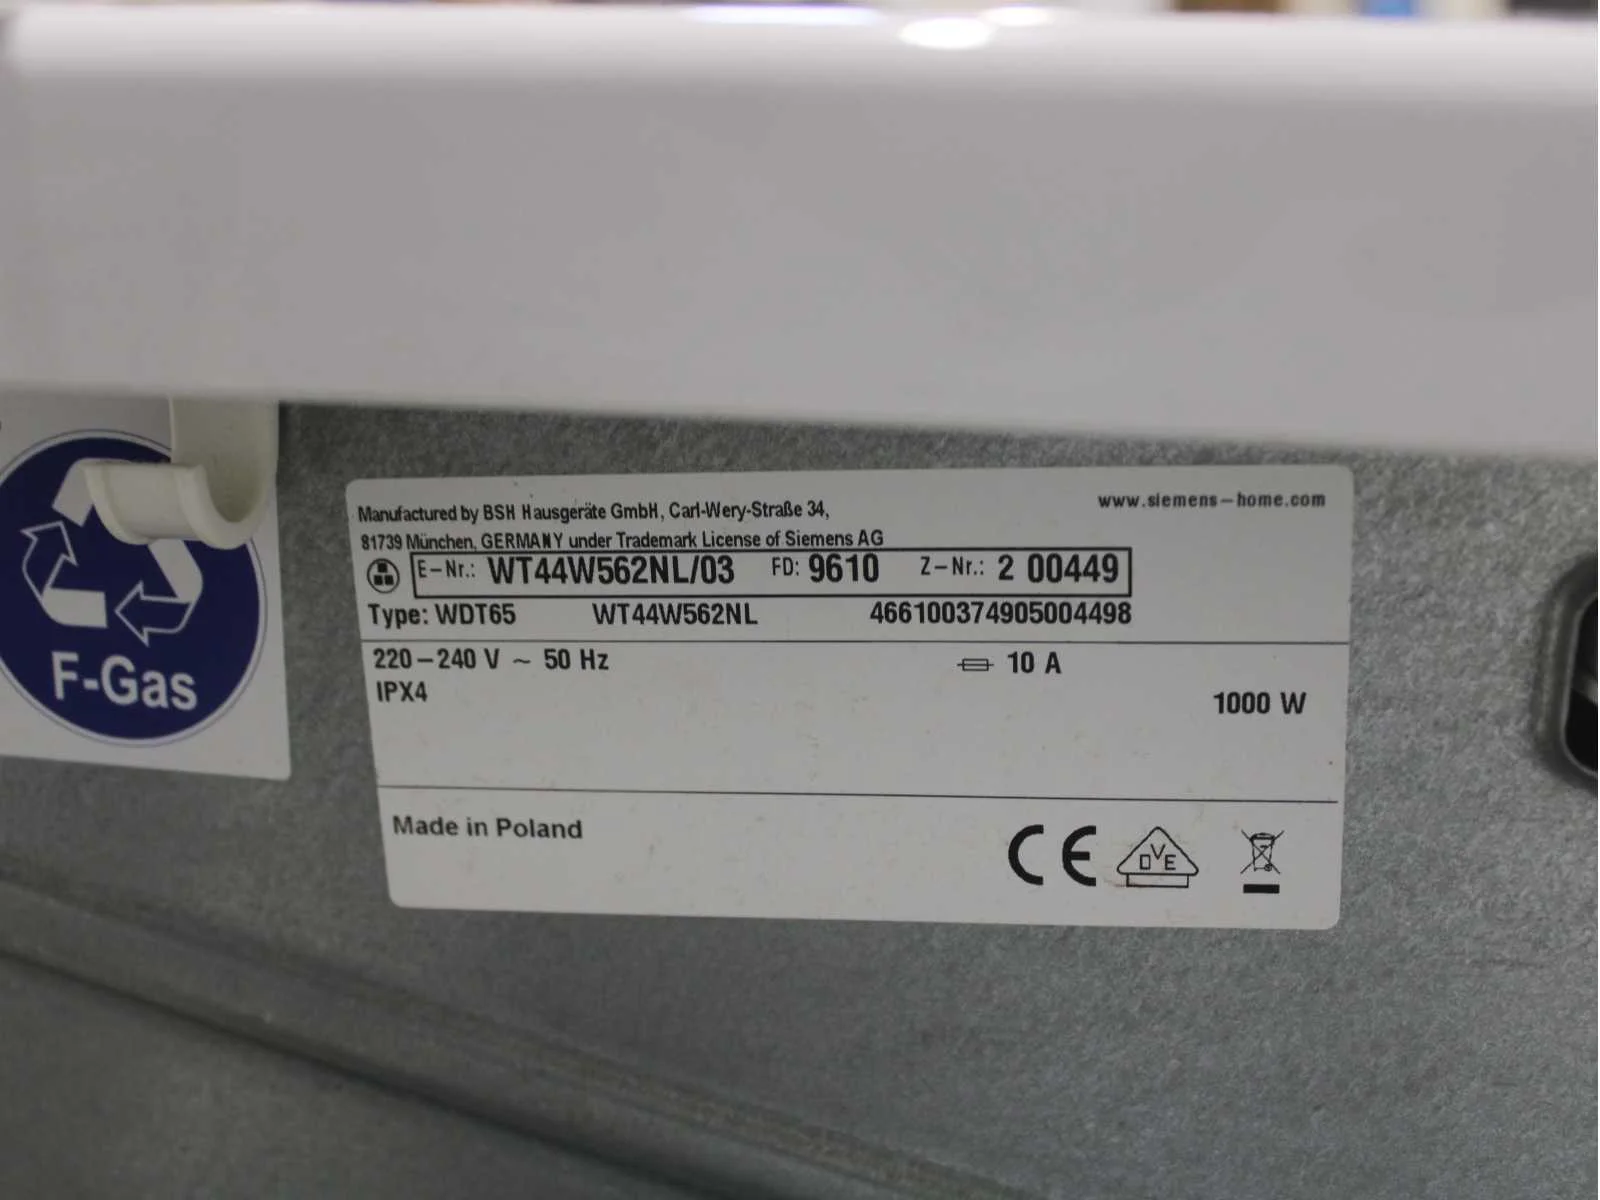 Manufactured by BSH Hausgeräte GmbH, Carl-Wery-Straße 34,
www.siemens-home.com
81739 München, GERMANY under Trademark License of Siemens AG
E-Nr.: WT44W562NL/03 FD: 9610 Z-Nr.: 2 00449
Type: WDT65 WT44W562NL 466100374905004498
220-240 V ~ 50 Hz 10 A
IPX4
1000 W
Made in Poland
CE OVE
F-Gas